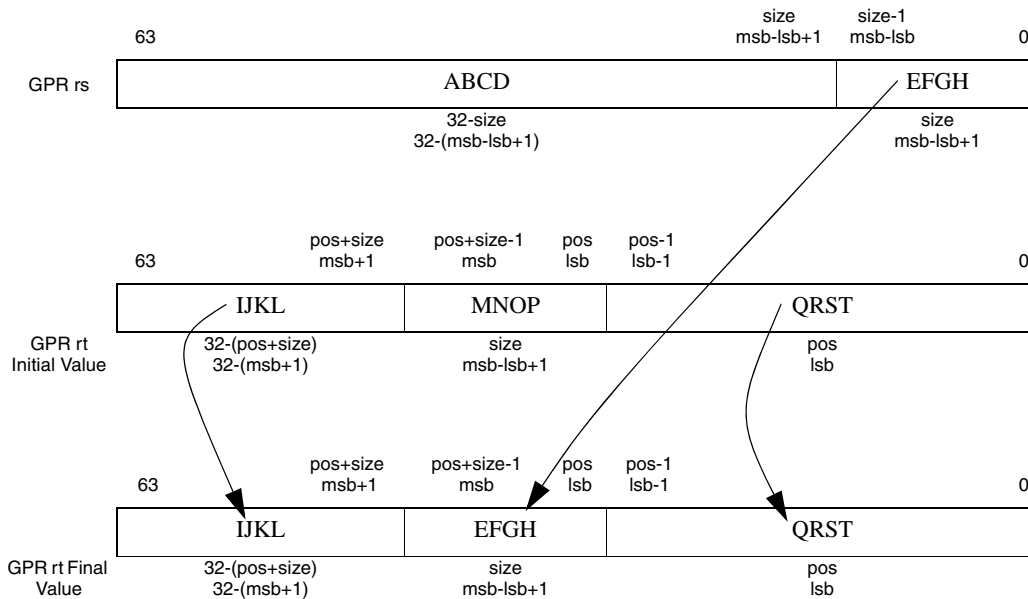 63 size size-1 0
msb-lsb+1 msb-lsb
GPR rs ABCD EFGH
32-size size
32-(msb-lsb+1) msb-lsb+1
63 pos+size pos+size-1 pos pos-1 0
msb+1 msb lsb lsb-1
IJKL MNOP QRST
GPR rt 32-(pos+size) size pos
Initial Value 32-(msb+1) msb-lsb+1 lsb
63 pos+size pos+size-1 pos pos-1 0
msb+1 msb lsb lsb-1
IJKL EFGH QRST
GPR rt Final 32-(pos+size) size pos
Value 32-(msb+1) msb-lsb+1 lsb